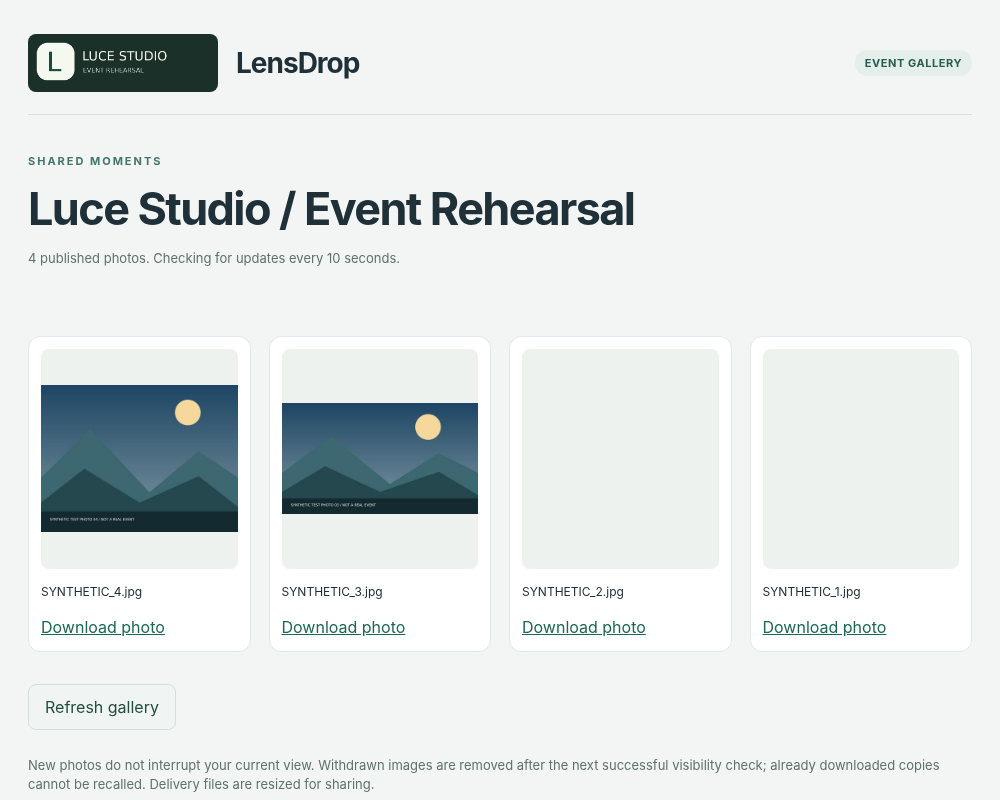 LUCE STUDIO
EVENT REHEARSAL
LensDrop
EVENT GALLERY
SHARED MOMENTS
Luce Studio / Event Rehearsal
4 published photos. Checking for updates every 10 seconds.
SYNTHETIC TEST PHOTO 04 / NOT A REAL EVENT
SYNTHETIC TEST PHOTO 03 / NOT A REAL EVENT
SYNTHETIC_4.jpg
SYNTHETIC_3.jpg
SYNTHETIC_2.jpg
SYNTHETIC_1.jpg
Download photo
Download photo
Download photo
Download photo
Refresh gallery
New photos do not interrupt your current view. Withdrawn images are removed after the next successful visibility check; already downloaded copies
cannot be recalled. Delivery files are resized for sharing.